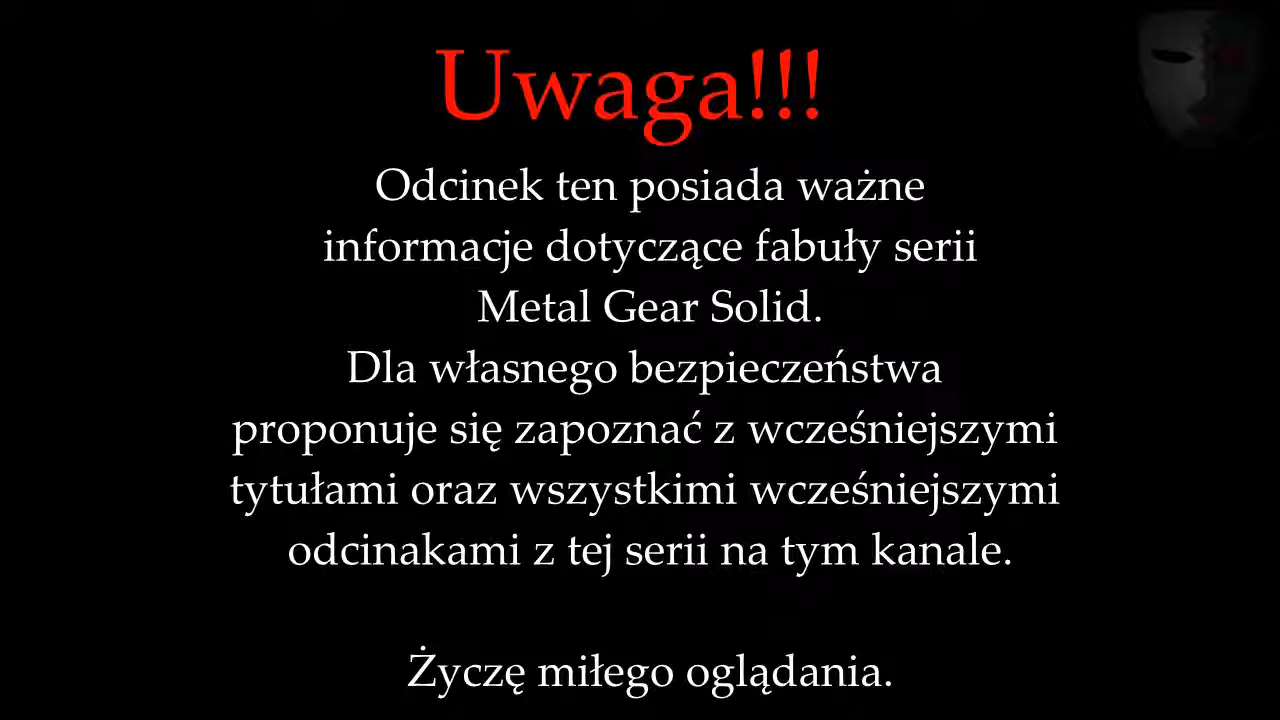 Uwaga!!!
Odcinek ten posiada ważne
informacje dotyczące fabuły serii
Metal Gear Solid.
Dla własnego bezpieczeństwa
proponuje się zapoznać z wcześniejszymi
tytułami oraz wszystkimi wcześniejszymi
odcinakami z tej serii na tym kanale.
Życzę miłego oglądania.